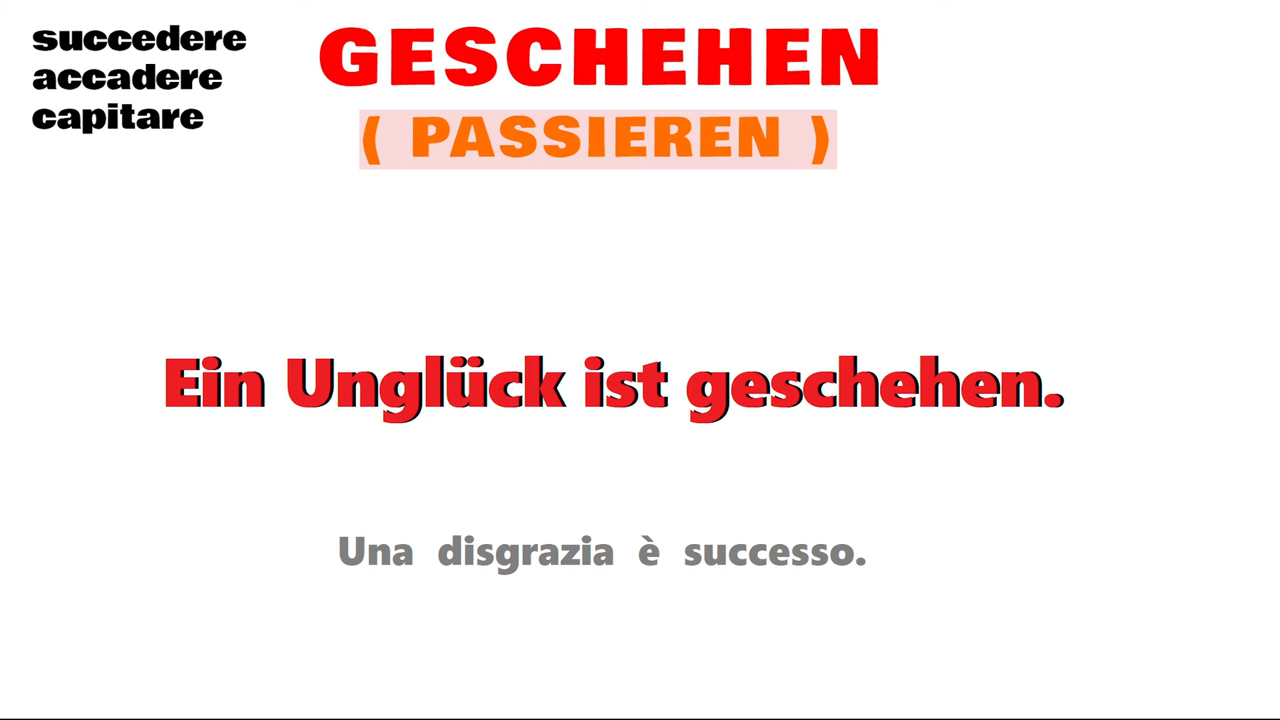 succedere
accadere
capitare
GESCHEHEN
( PASSIEREN )
Ein Unglück ist geschehen.
Una disgrazia è successo.